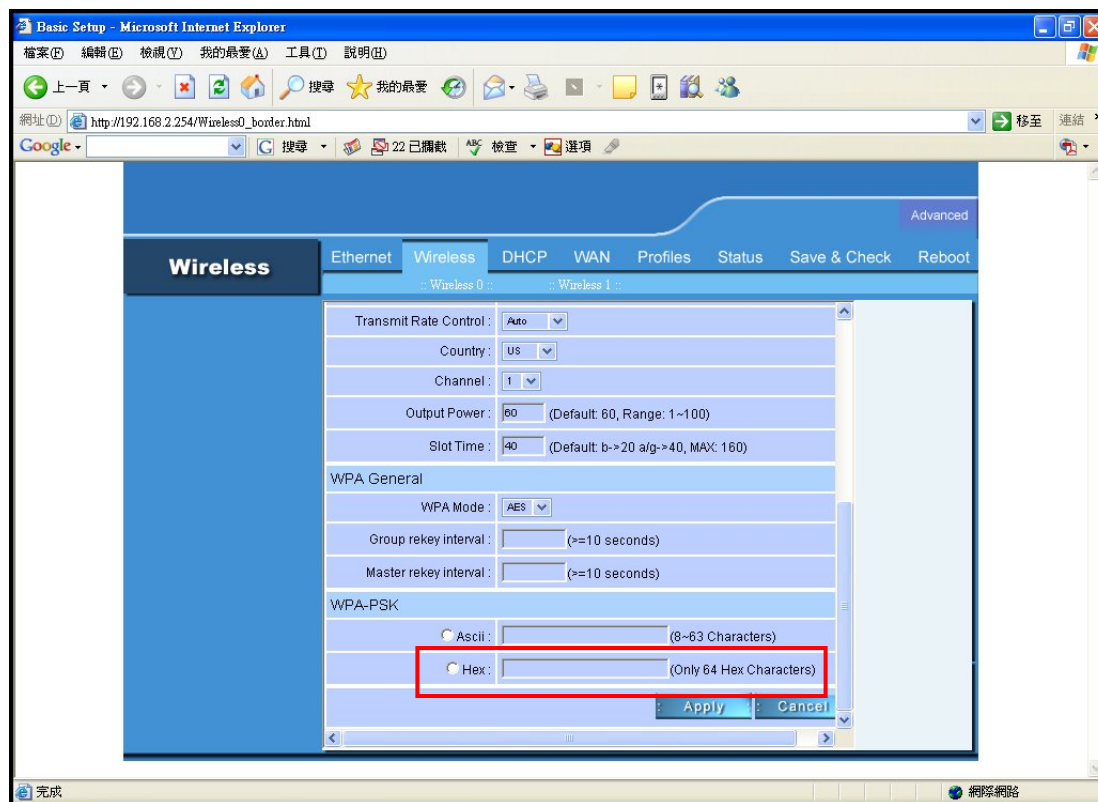 Basic Setup - Microsoft Internet Explorer
檔案(F) 編輯(E) 檢視(V) 我的最愛(A) 工具(T) 說明(H)
上一頁 搜尋 我的最愛
網址(D) http://192.168.2.254/Wireless0_border.html 移至 連結
Google G 搜尋 22 已攔截 ABC 檢查 選項
Advanced
Wireless
Ethernet Wireless DHCP WAN Profiles Status Save & Check Reboot
:: Wireless 0 :: :: Wireless 1 ::
Transmit Rate Control : Auto
Country : US
Channel : 1
Output Power : 60 (Default: 60, Range: 1~100)
Slot Time : 40 (Default: b->20 a/g->40, MAX: 160)
WPA General
WPA Mode : AES
Group rekey interval : (>=10 seconds)
Master rekey interval : (>=10 seconds)
WPA-PSK
Ascii : (8~63 Characters)
Hex : (Only 64 Hex Characters)
: Apply : : Cancel
完成 網際網路